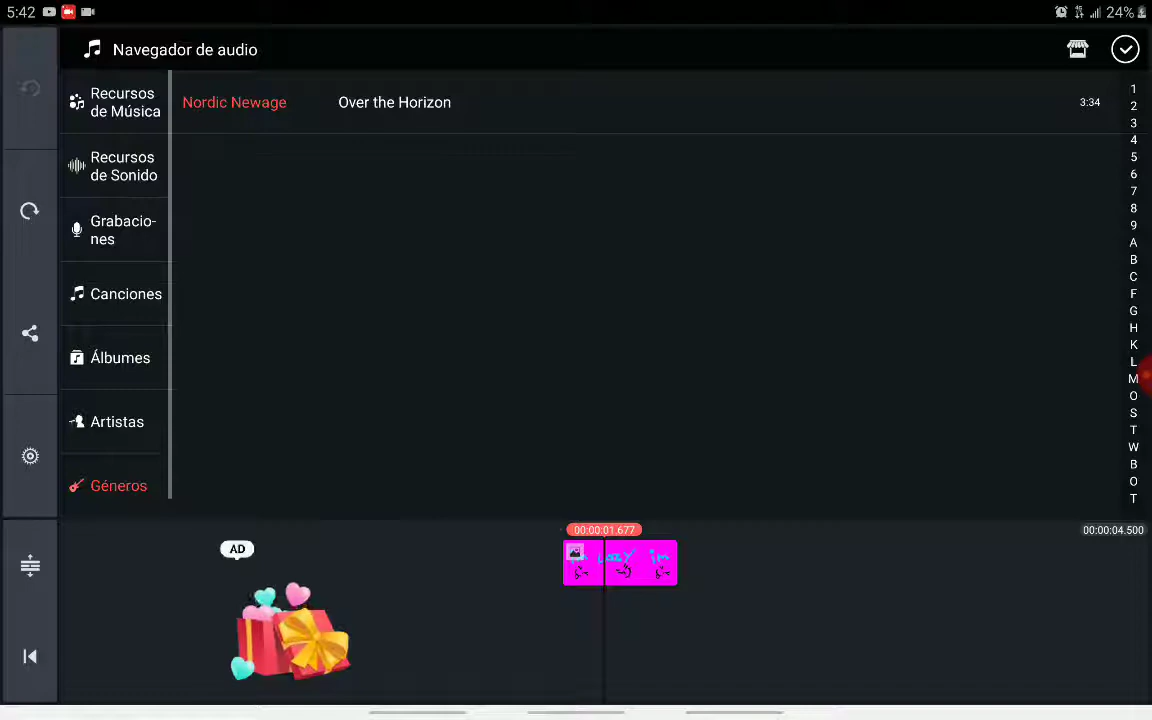 5:42
24%
Navegador de audio
Recursos
de Música
Recursos
de Sonido
Grabacio-
nes
Canciones
Álbumes
Artistas
Géneros
Nordic Newage
Over the Horizon
3:34
1
2
3
4
5
6
7
8
9
A
B
C
F
G
H
K
L
M
O
S
T
W
B
O
T
00:00:01.677
00:00:04.500
AD
im